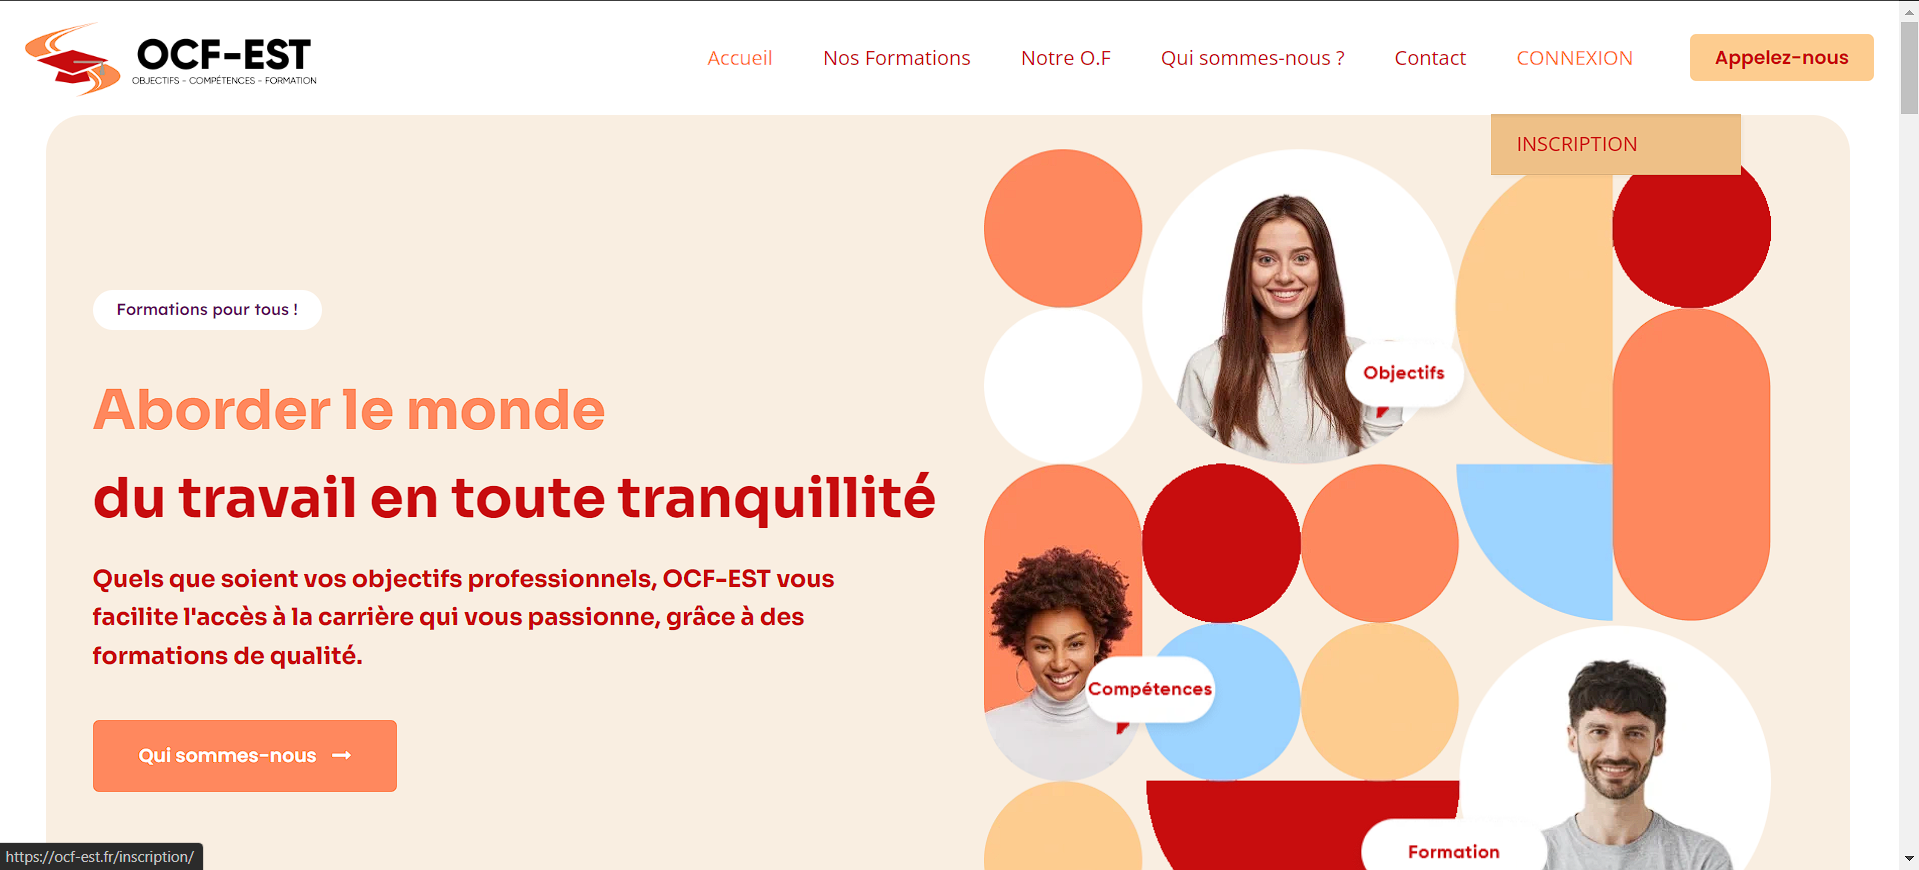 OCF-EST
OBJECTIFS - COMPÉTENCES - FORMATION
Accueil
Nos Formations
Notre O.F
Qui sommes-nous ?
Contact
CONNEXION
Appelez-nous
INSCRIPTION
Formations pour tous !
Aborder le monde
du travail en toute tranquillité
Quels que soient vos objectifs professionnels, OCF-EST vous
facilite l'accès à la carrière qui vous passionne, grâce à des
formations de qualité.
Qui sommes-nous
Objectifs
Compétences
Formation
https://ocf-est.fr/inscription/